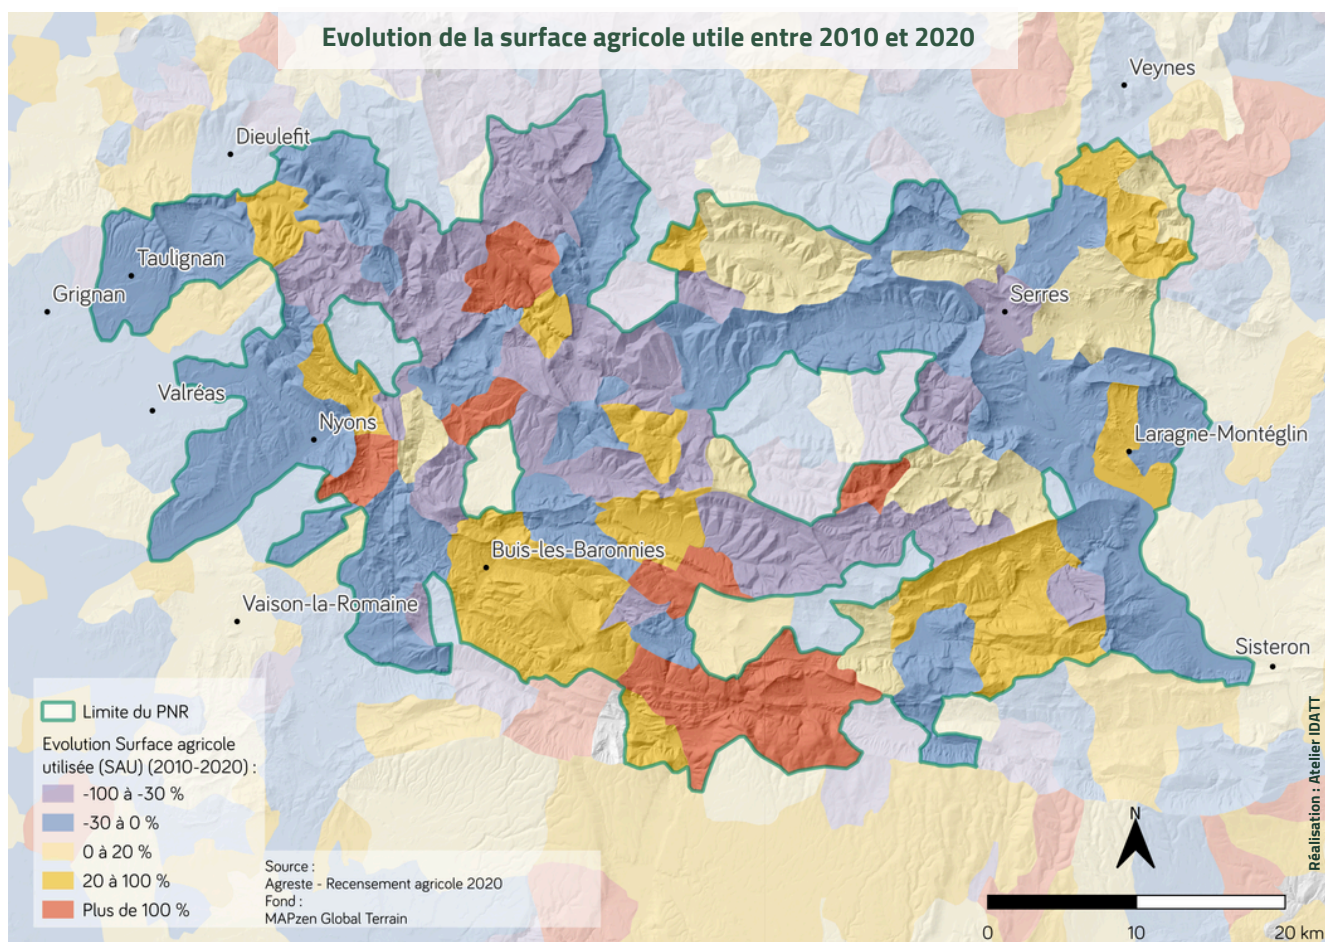 Evolution de la surface agricole utile entre 2010 et 2020
Veynes
Dieulefit
Taulignan
Grignan
Serres
Valréas
Nyons
Laragne-Montéglin
Buis-les-Baronnies
Vaison-la-Romaine
Sisteron
Limite du PNR
Evolution Surface agricole
utilisée (SAU) (2010-2020) :
-100 à -30 %
-30 à 0 %
0 à 20 %
20 à 100 %
Plus de 100 %
Source :
Agreste - Recensement agricole 2020
Fond :
MAPzen Global Terrain
N
0 10 20 km
Réalisation : Atelier IDATT